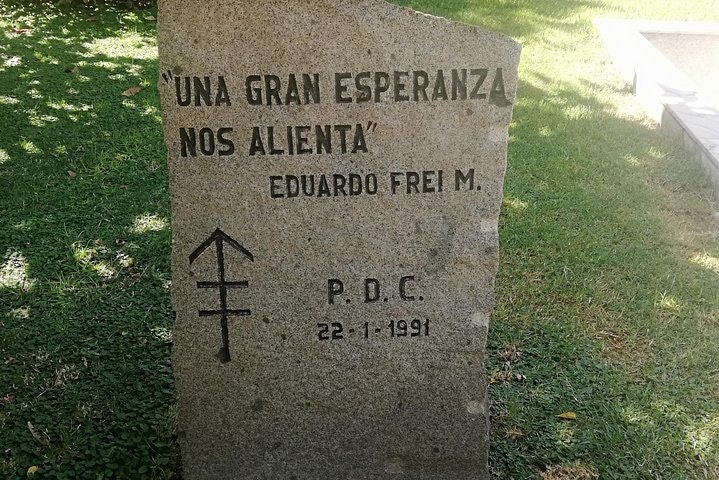 "UNA GRAN ESPERANZA
NOS ALIENTA"
EDUARDO FREI M.
P. D. C.
22-1-1991